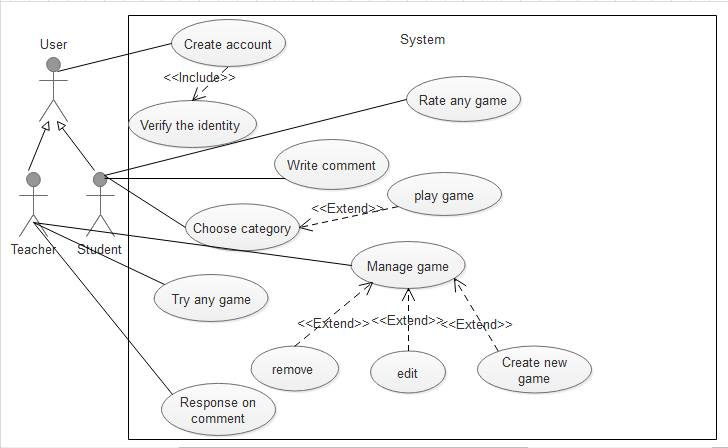 User
Create account
System
<<Include>>
Verify the identity
Rate any game
Write comment
<<Extend>>
play game
Choose category
Teacher
Student
Manage game
Try any game
<<Extend>>
<<Extend>>
<<Extend>>
remove
edit
Create new
game
Response on
comment